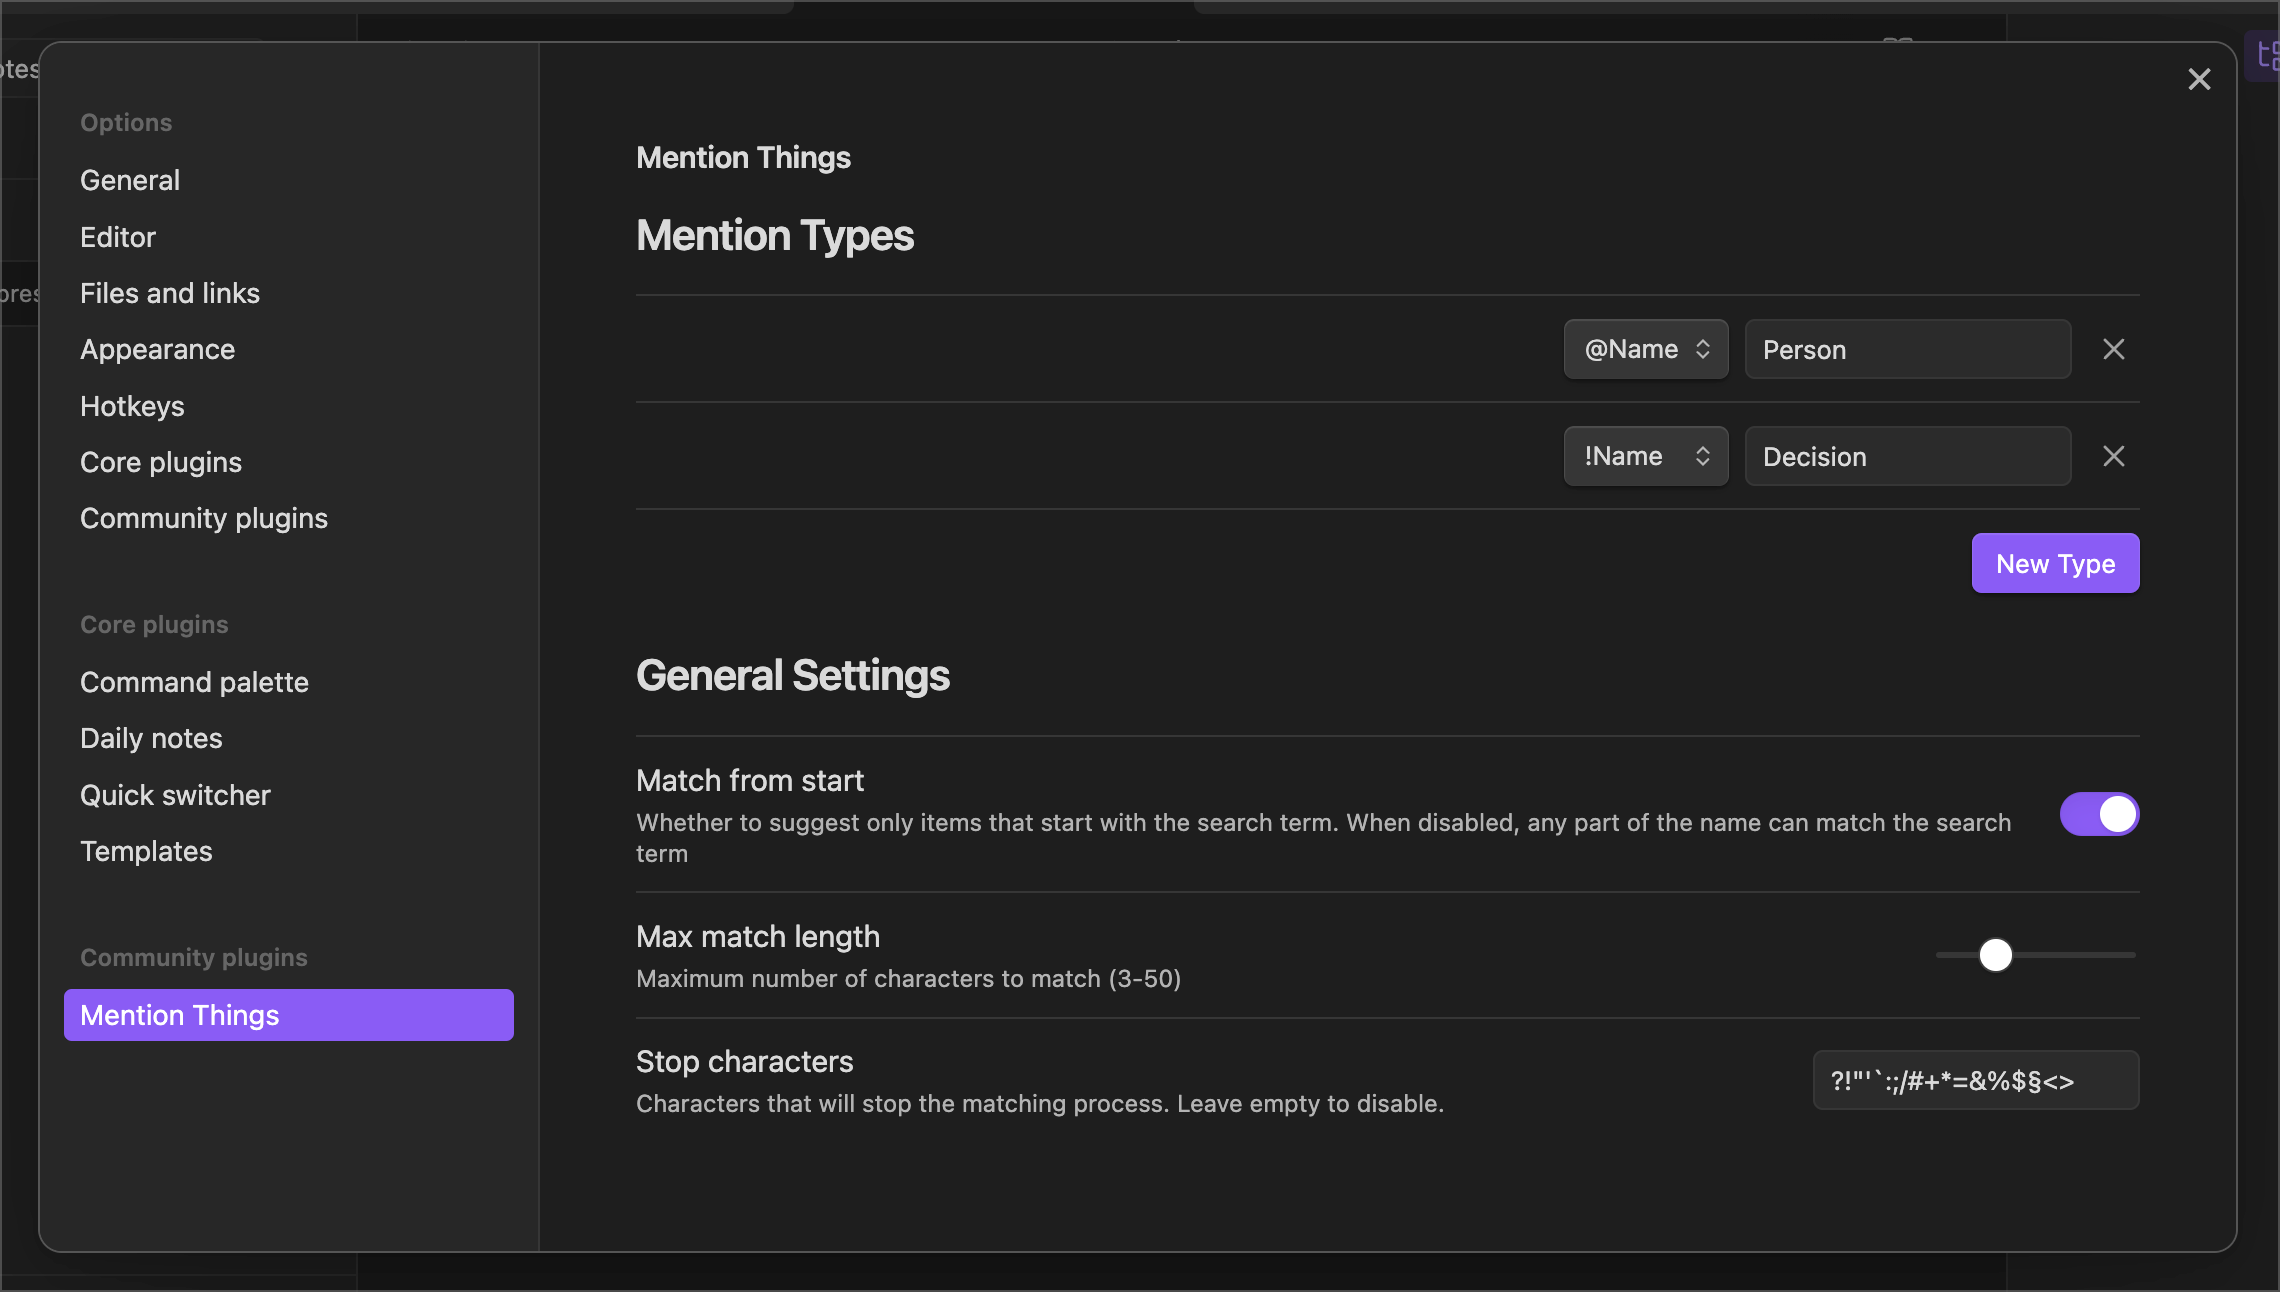 Options
General
Editor
Files and links
Appearance
Hotkeys
Core plugins
Community plugins
Core plugins
Command palette
Daily notes
Quick switcher
Templates
Community plugins
Mention Things
Mention Things
Mention Types
@Name
Person
!Name
Decision
New Type
General Settings
Match from start
Whether to suggest only items that start with the search term. When disabled, any part of the name can match the search
term
Max match length
Maximum number of characters to match (3-50)
Stop characters
Characters that will stop the matching process. Leave empty to disable.
?!"'`:;/#+*=&%$§<>